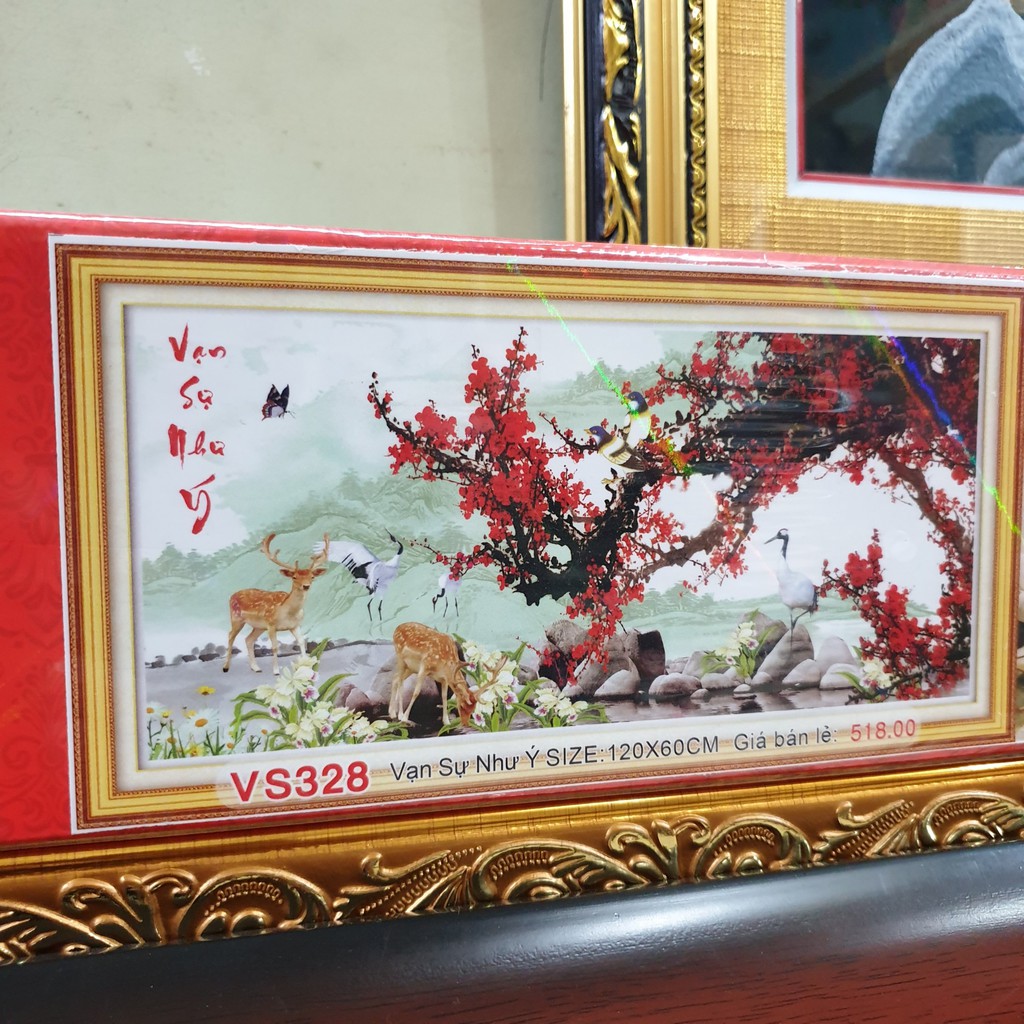 Vạn
Sự
Như
Ý
VS328 Vạn Sự Như Ý SIZE:120X60CM Giá bán lẻ: 518.00